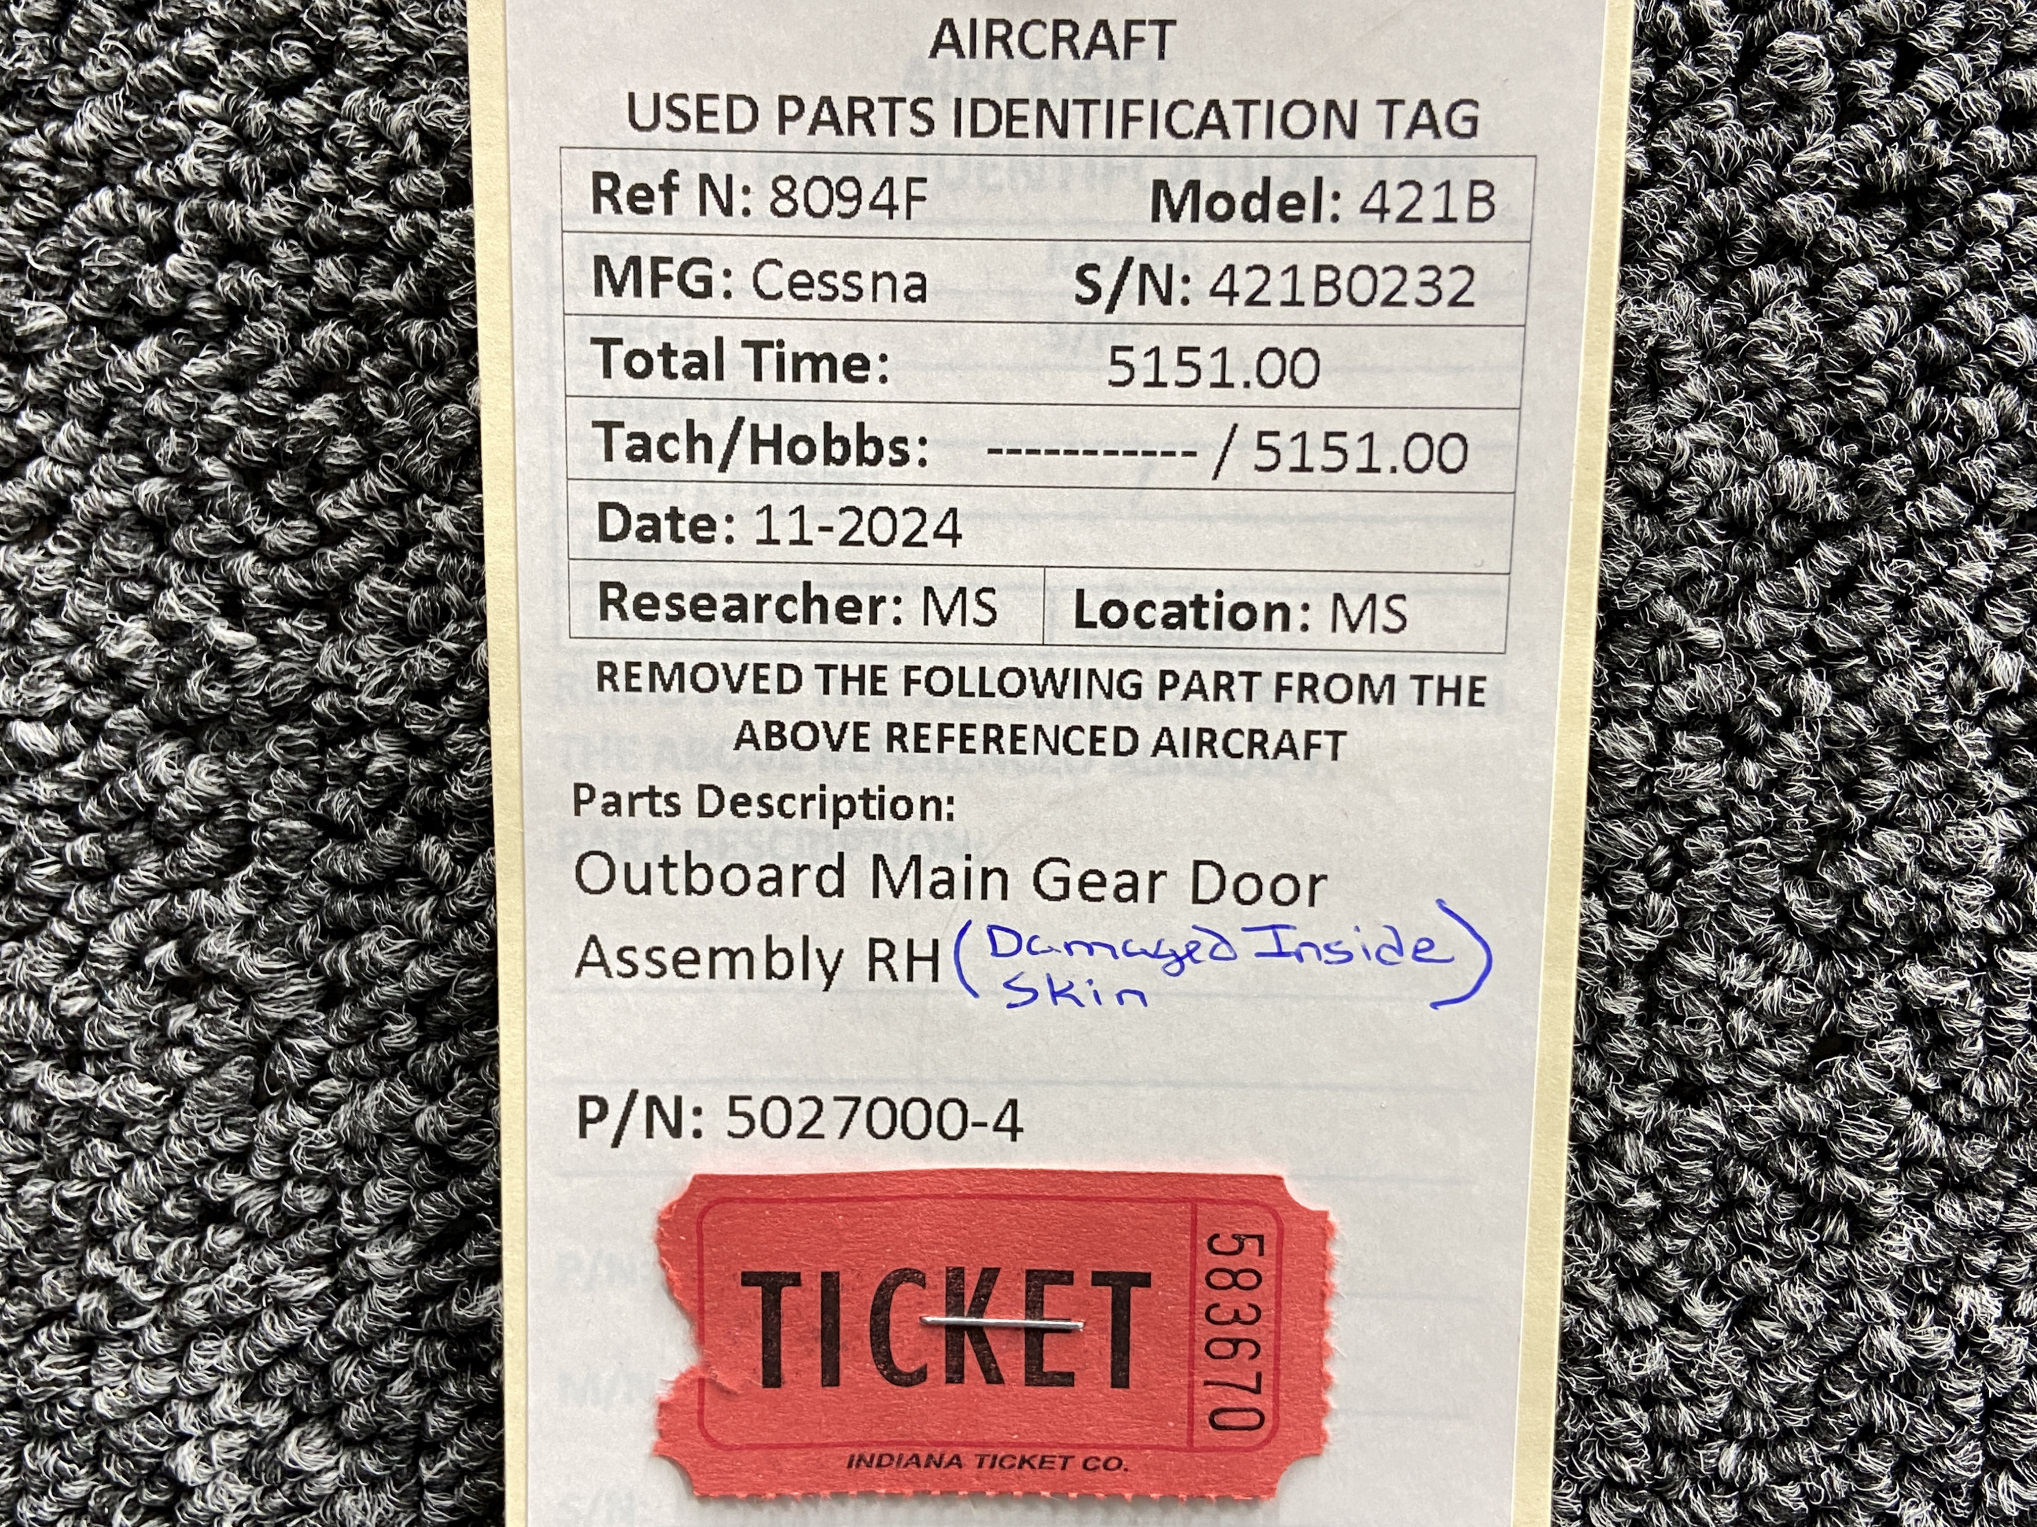 AIRCRAFT
USED PARTS IDENTIFICATION TAG
Ref N: 8094F Model: 421B
MFG: Cessna S/N: 421B0232
Total Time: 5151.00
Tach/Hobbs: ----------- / 5151.00
Date: 11-2024
Researcher: MS Location: MS
REMOVED THE FOLLOWING PART FROM THE
ABOVE REFERENCED AIRCRAFT
Parts Description:
Outboard Main Gear Door
Assembly RH (Damaged Inside
Skin)
P/N: 5027000-4
TICKET
583670
INDIANA TICKET CO.